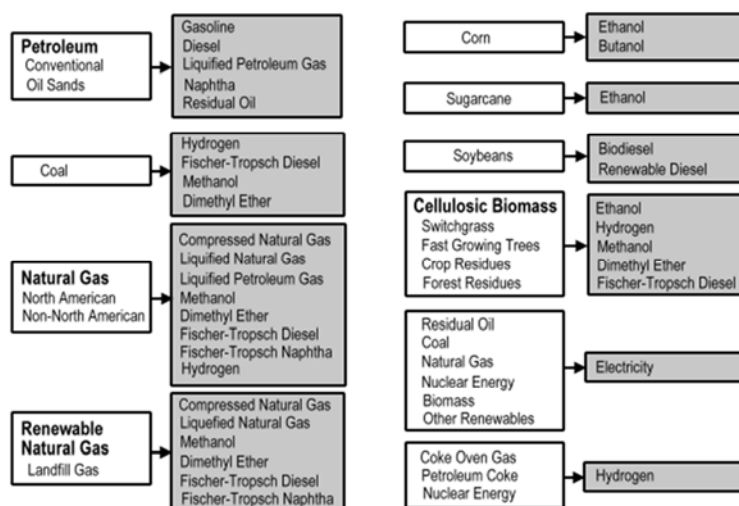 Petroleum
Conventional
Oil Sands
Gasoline
Diesel
Liquified Petroleum Gas
Naphtha
Residual Oil
Coal
Hydrogen
Fischer-Tropsch Diesel
Methanol
Dimethyl Ether
Natural Gas
North American
Non-North American
Compressed Natural Gas
Liquified Natural Gas
Liquified Petroleum Gas
Methanol
Dimethyl Ether
Fischer-Tropsch Diesel
Fischer-Tropsch Naphtha
Hydrogen
Renewable
Natural Gas
Landfill Gas
Compressed Natural Gas
Liquefied Natural Gas
Methanol
Dimethyl Ether
Fischer-Tropsch Diesel
Fischer-Tropsch Naphtha
Corn
Ethanol
Butanol
Sugarcane
Ethanol
Soybeans
Biodiesel
Renewable Diesel
Cellulosic Biomass
Switchgrass
Fast Growing Trees
Crop Residues
Forest Residues
Ethanol
Hydrogen
Methanol
Dimethyl Ether
Fischer-Tropsch Diesel
Residual Oil
Coal
Natural Gas
Nuclear Energy
Biomass
Other Renewables
Electricity
Coke Oven Gas
Petroleum Coke
Nuclear Energy
Hydrogen